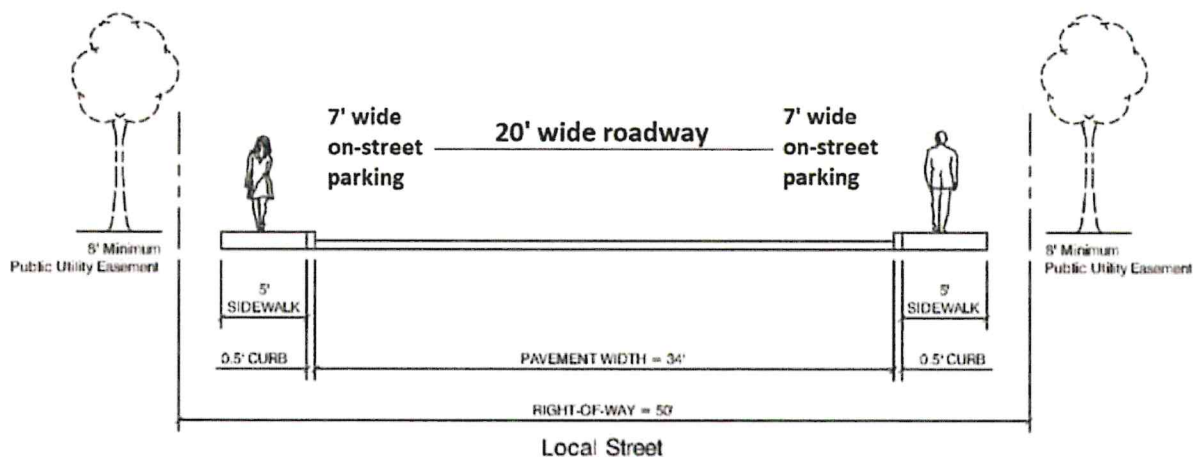 7' wide
on-street
parking
20' wide roadway
7' wide
on-street
parking
8' Minimum
Public Utility Easement
8' Minimum
Public Utility Easement
5'
SIDEWALK
5'
SIDEWALK
0.5' CURB
PAVEMENT WIDTH = 34'
0.5' CURB
RIGHT-OF-WAY = 50'
Local Street